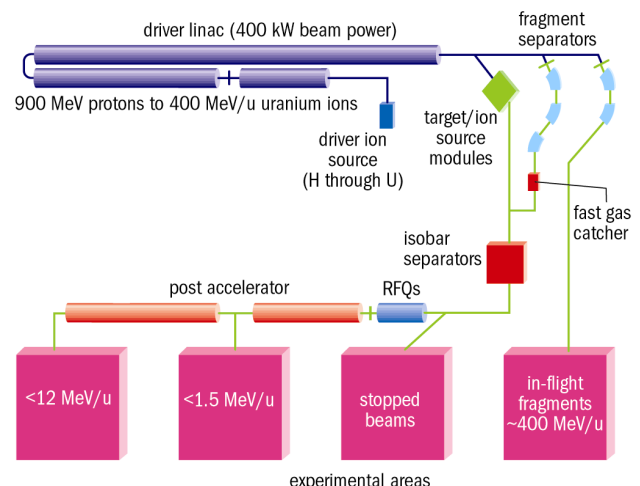 driver linac (400 kW beam power)
fragment
separators
900 MeV protons to 400 MeV/u uranium ions
driver ion
source
(H through U)
target/ion
source
modules
fast gas
catcher
isobar
separators
post accelerator
RFQs
<12 MeV/u
<1.5 MeV/u
stopped
beams
in-flight
fragments
~400 MeV/u
experimental areas